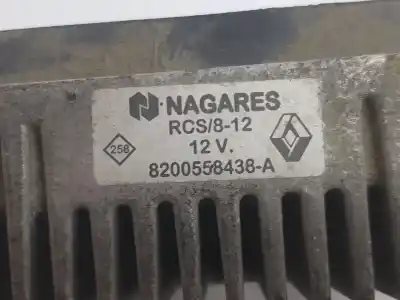 NAGARES
RCS/8-12
258
12 V.
8200558438-A